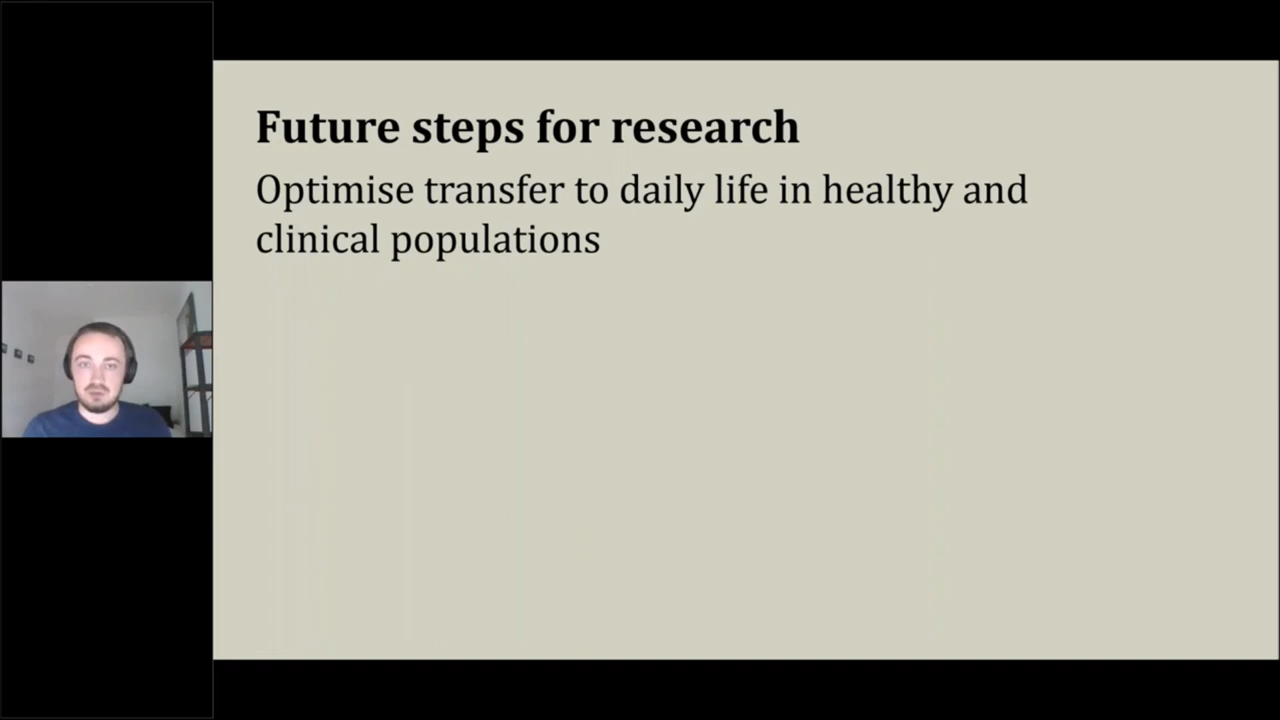 Future steps for research
Optimise transfer to daily life in healthy and
clinical populations